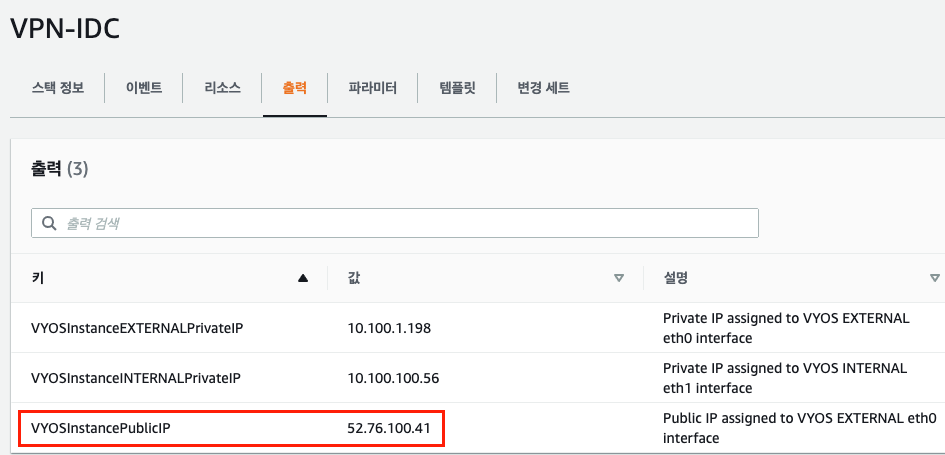 VPN-IDC
스택 정보 이벤트 리소스 출력 파라미터 템플릿 변경 세트
출력 (3)
출력 검색
키 값 설명
VYOSInstanceEXTERNALPrivateIP 10.100.1.198 Private IP assigned to VYOS EXTERNAL
eth0 interface
VYOSInstanceINTERNALPrivateIP 10.100.100.56 Private IP assigned to VYOS INTERNAL
eth1 interface
VYOSInstancePublicIP 52.76.100.41 Public IP assigned to VYOS EXTERNAL eth0
interface